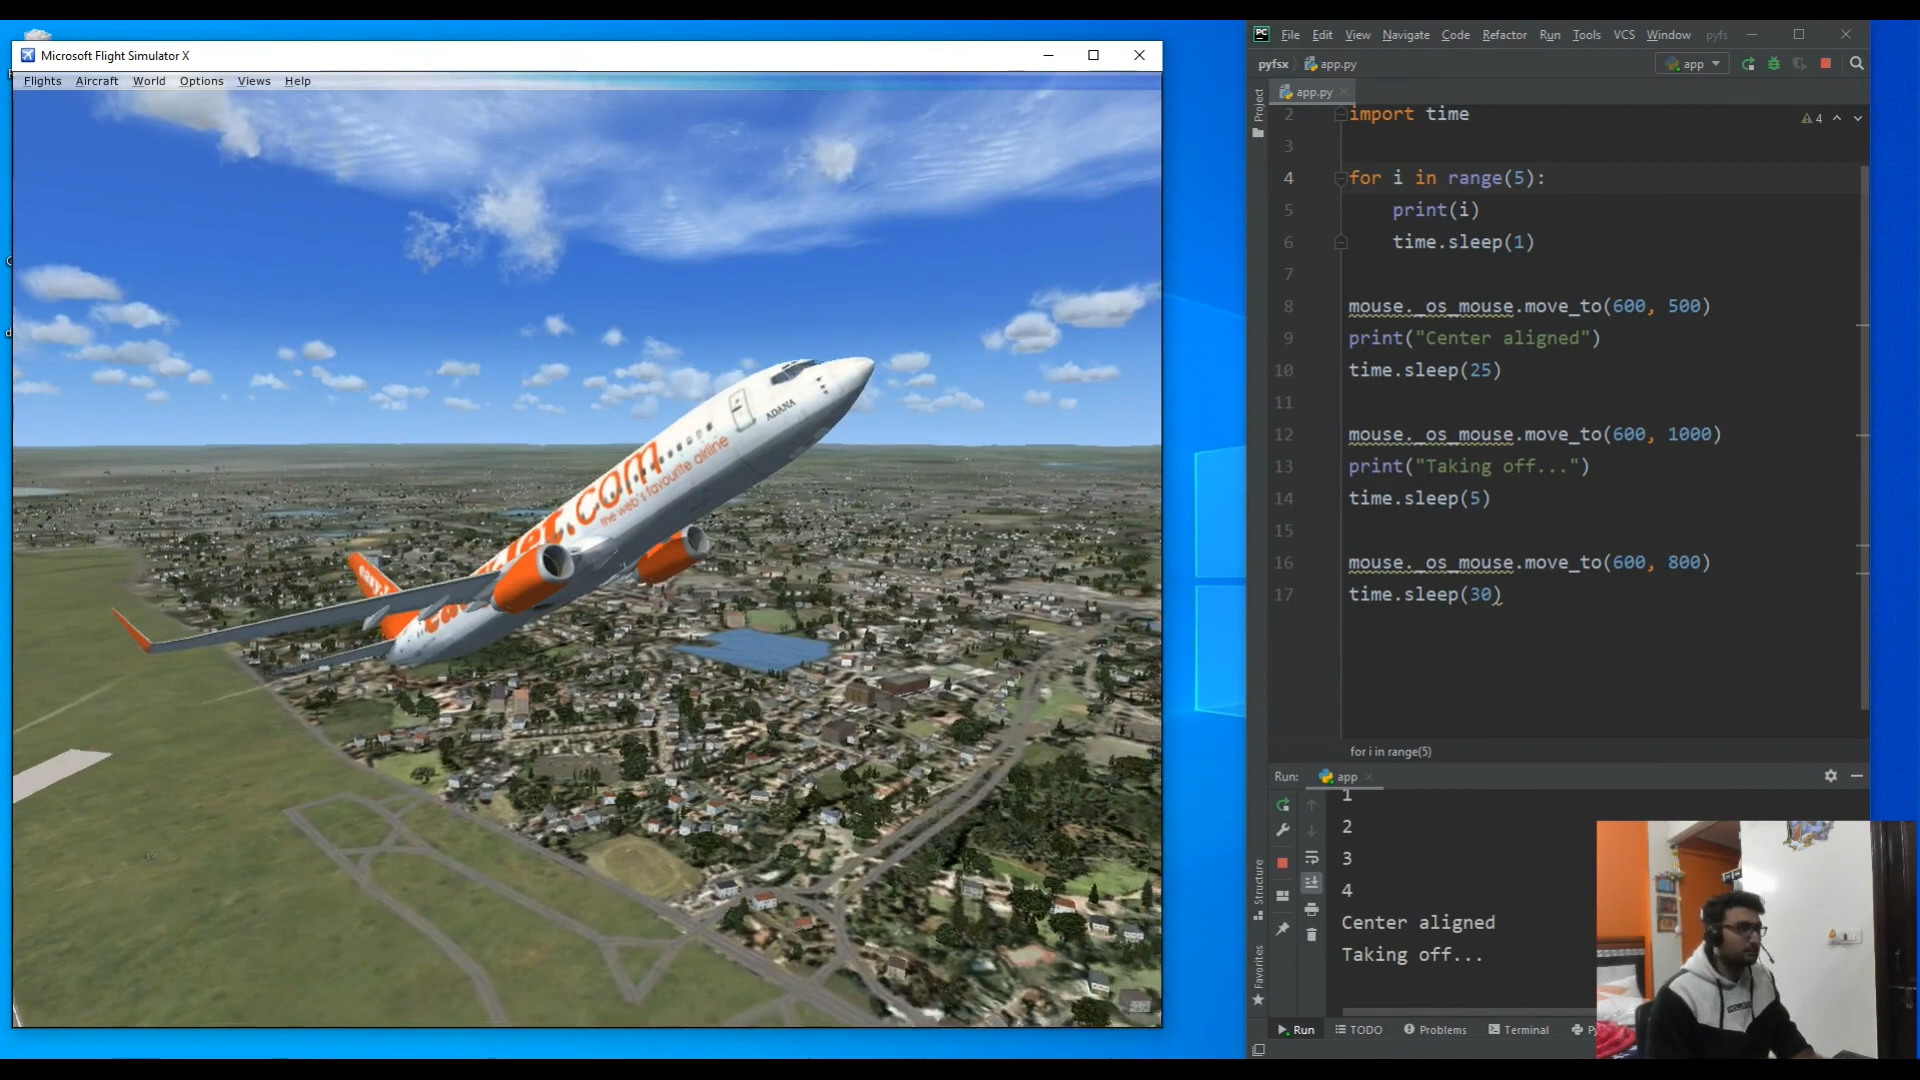 Microsoft Flight Simulator X
Flights Aircraft World Options Views Help
ADANA
.com
the web's favourite airline
PC File Edit View Navigate Code Refactor Run Tools VCS Window pyfs
pyfsx app.py
app
app.py
Project
4
2 import time
3
4 for i in range(5):
5 print(i)
6 time.sleep(1)
7
8 mouse._os_mouse.move_to(600, 500)
9 print("Center aligned")
10 time.sleep(25)
11
12 mouse._os_mouse.move_to(600, 1000)
13 print("Taking off...")
14 time.sleep(5)
15
16 mouse._os_mouse.move_to(600, 800)
17 time.sleep(30)
for i in range(5)
Run: app
1
2
3
4
Center aligned
Taking off...
Structure
Favorites
Run TODO Problems Terminal